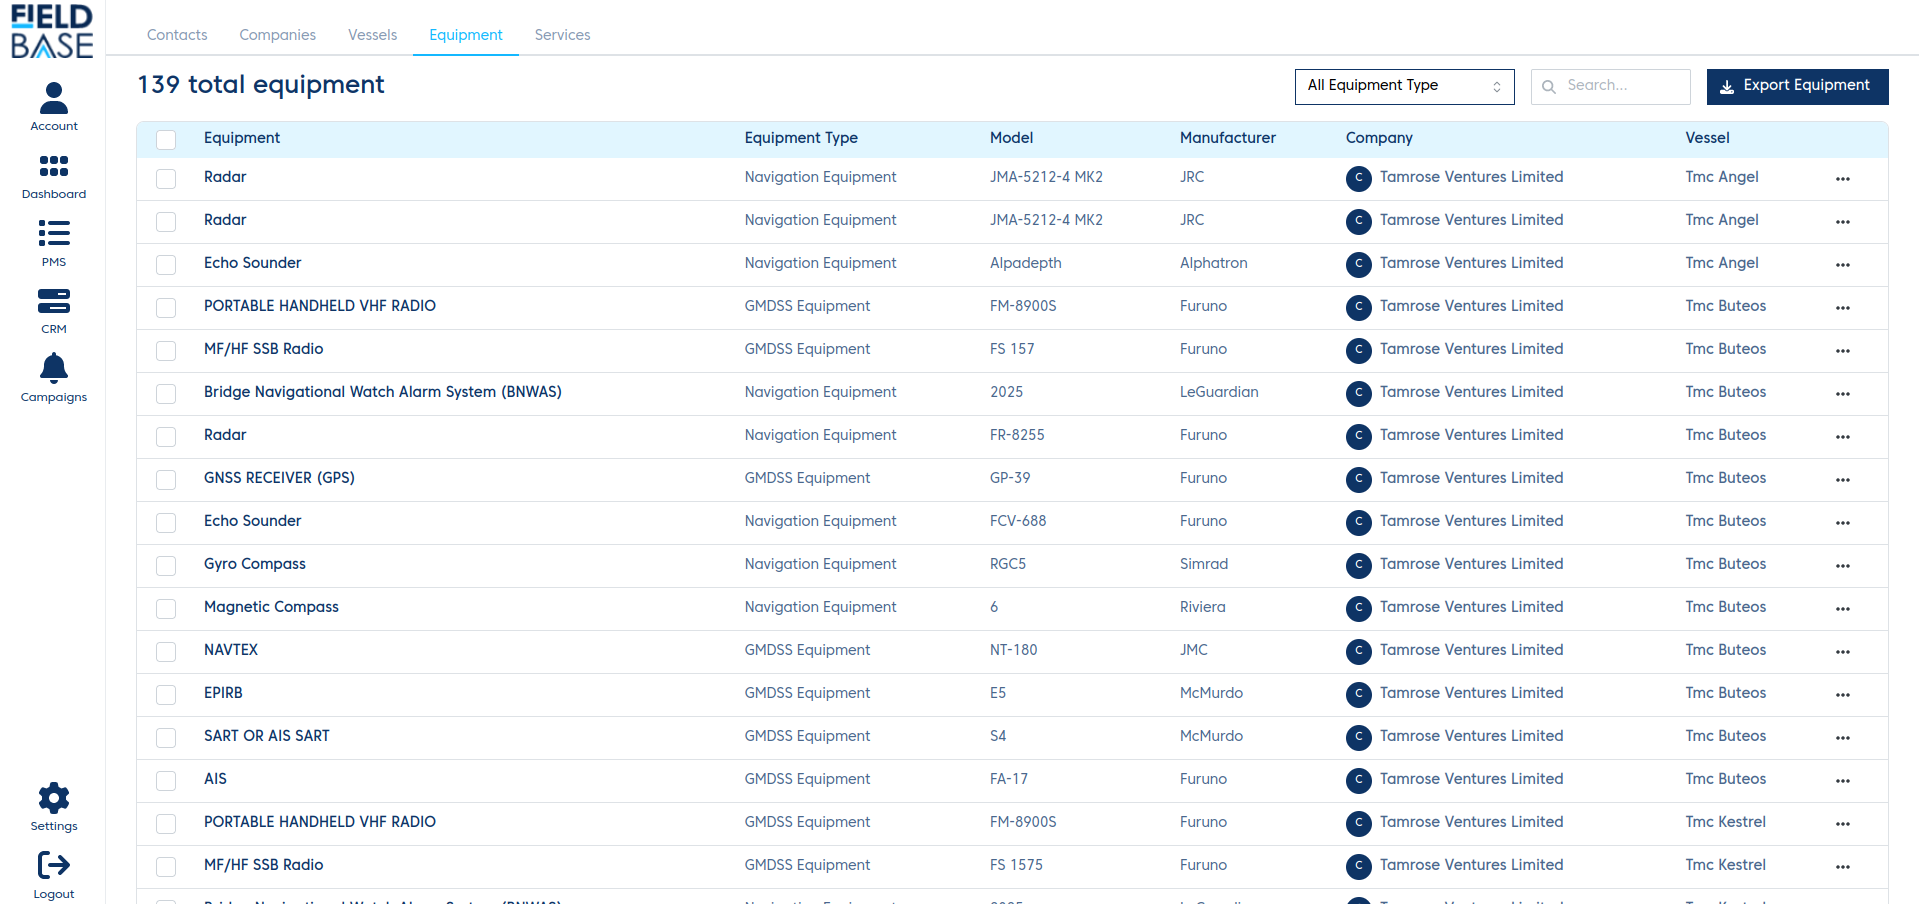 FIELD
BASE
Contacts Companies Vessels Equipment Services
139 total equipment
All Equipment Type Search... Export Equipment
Account
Dashboard
PMS
CRM
Campaigns
Settings
Logout
Equipment Equipment Type Model Manufacturer Company Vessel
Radar Navigation Equipment JMA-5212-4 MK2 JRC C Tamrose Ventures Limited Tmc Angel
Radar Navigation Equipment JMA-5212-4 MK2 JRC C Tamrose Ventures Limited Tmc Angel
Echo Sounder Navigation Equipment Alpadepth Alphatron C Tamrose Ventures Limited Tmc Angel
PORTABLE HANDHELD VHF RADIO GMDSS Equipment FM-8900S Furuno C Tamrose Ventures Limited Tmc Buteos
MF/HF SSB Radio GMDSS Equipment FS 157 Furuno C Tamrose Ventures Limited Tmc Buteos
Bridge Navigational Watch Alarm System (BNWAS) Navigation Equipment 2025 LeGuardian C Tamrose Ventures Limited Tmc Buteos
Radar Navigation Equipment FR-8255 Furuno C Tamrose Ventures Limited Tmc Buteos
GNSS RECEIVER (GPS) GMDSS Equipment GP-39 Furuno C Tamrose Ventures Limited Tmc Buteos
Echo Sounder Navigation Equipment FCV-688 Furuno C Tamrose Ventures Limited Tmc Buteos
Gyro Compass Navigation Equipment RGC5 Simrad C Tamrose Ventures Limited Tmc Buteos
Magnetic Compass Navigation Equipment 6 Riviera C Tamrose Ventures Limited Tmc Buteos
NAVTEX GMDSS Equipment NT-180 JMC C Tamrose Ventures Limited Tmc Buteos
EPIRB GMDSS Equipment E5 McMurdo C Tamrose Ventures Limited Tmc Buteos
SART OR AIS SART GMDSS Equipment S4 McMurdo C Tamrose Ventures Limited Tmc Buteos
AIS GMDSS Equipment FA-17 Furuno C Tamrose Ventures Limited Tmc Buteos
PORTABLE HANDHELD VHF RADIO GMDSS Equipment FM-8900S Furuno C Tamrose Ventures Limited Tmc Kestrel
MF/HF SSB Radio GMDSS Equipment FS 1575 Furuno C Tamrose Ventures Limited Tmc Kestrel